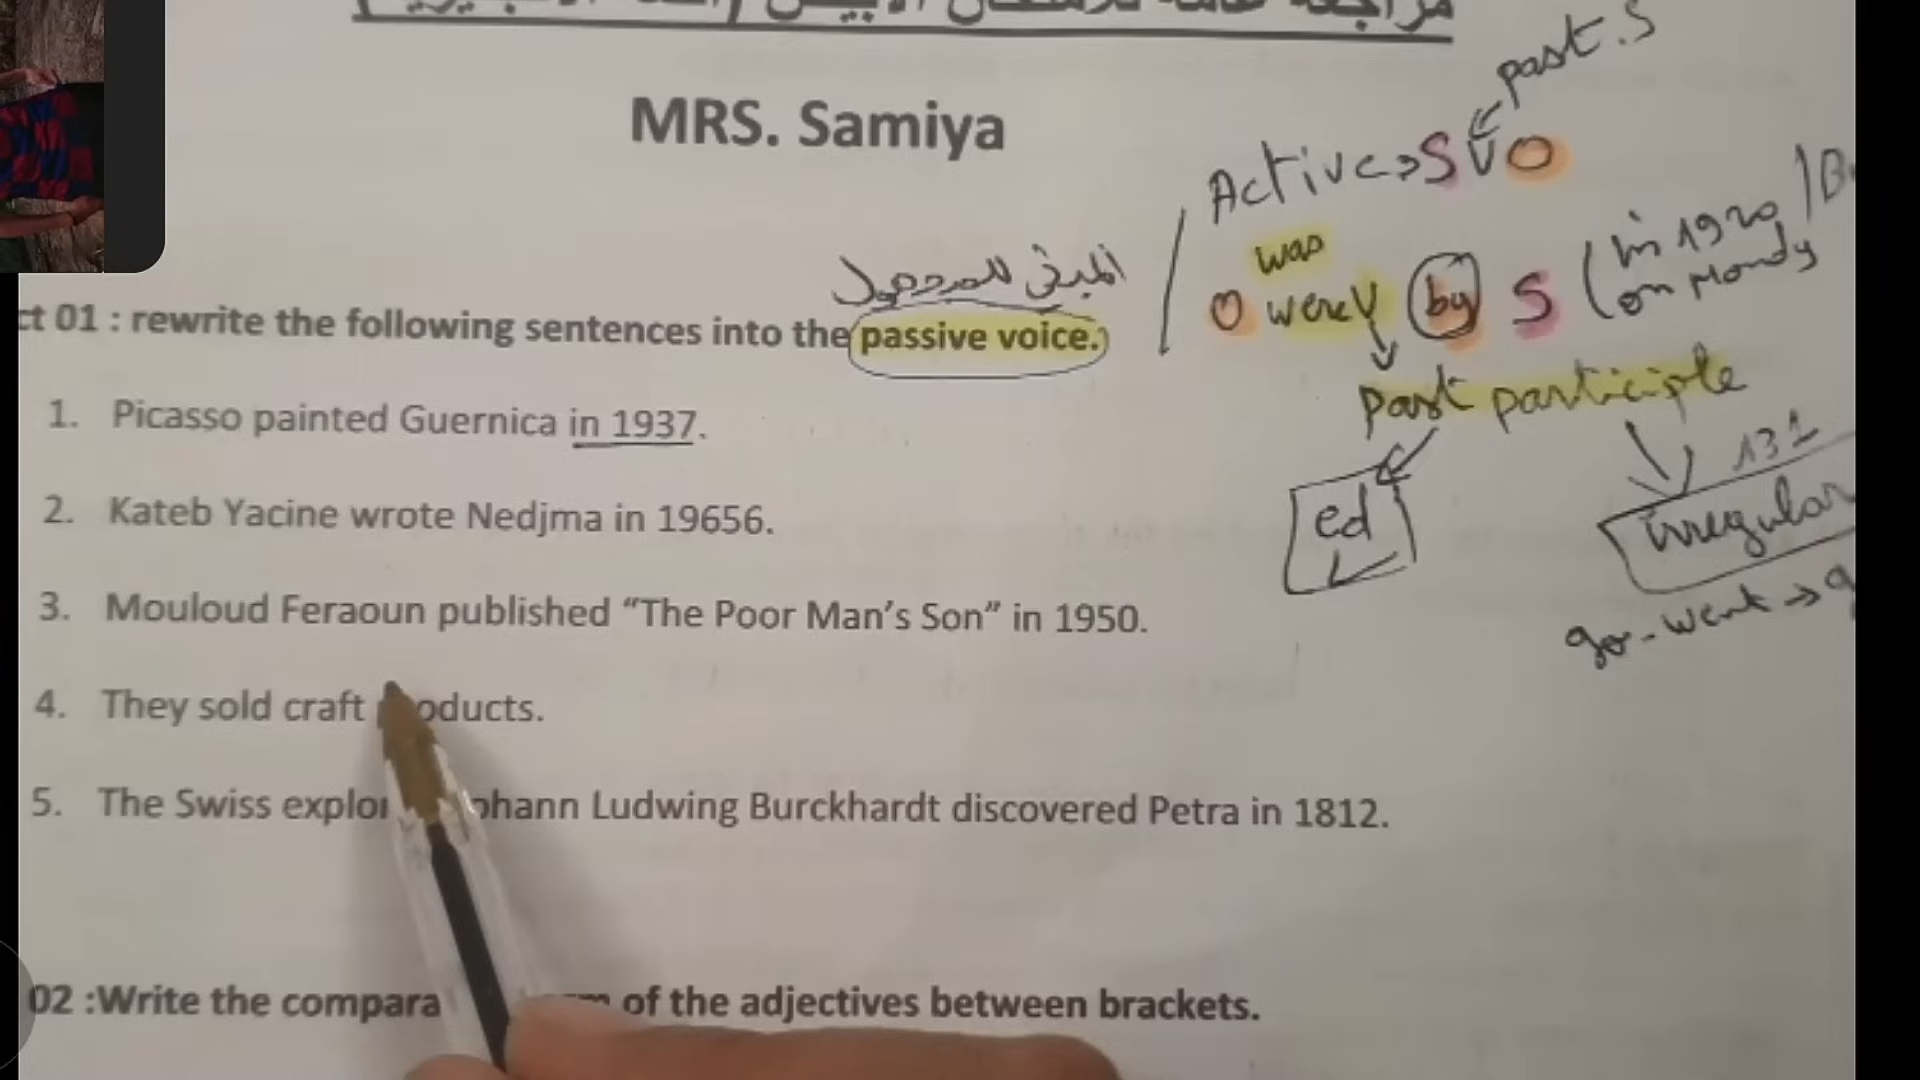 مراجعة عامة
MRS. Samiya
past.S
Active → S V O
المبني للمجهول
was
O were V by S (in 1920 / B
on Monday
ct 01 : rewrite the following sentences into the passive voice.
past participle
1. Picasso painted Guernica in 1937.
131
ed
irregular
2. Kateb Yacine wrote Nedjma in 19656.
go - went → g
3. Mouloud Feraoun published “The Poor Man’s Son” in 1950.
4. They sold craft oducts.
5. The Swiss explor ohann Ludwing Burckhardt discovered Petra in 1812.
02 :Write the compara of the adjectives between brackets.